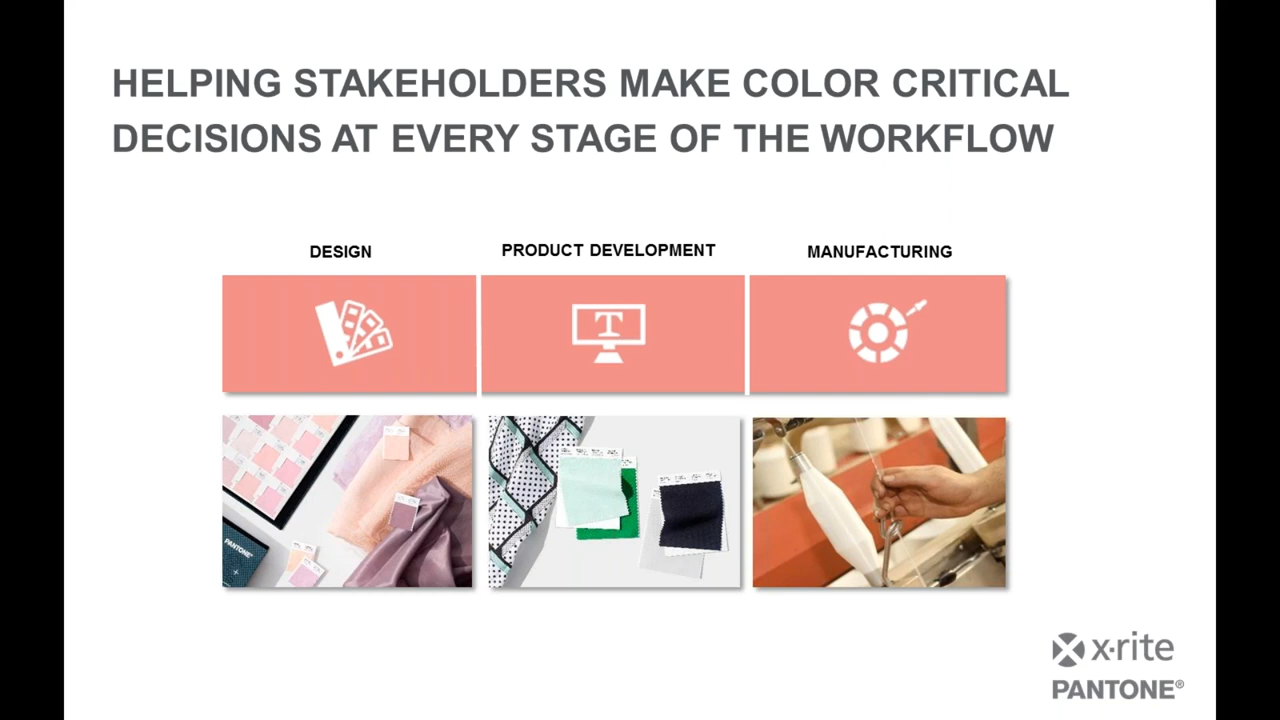 HELPING STAKEHOLDERS MAKE COLOR CRITICAL
DECISIONS AT EVERY STAGE OF THE WORKFLOW
DESIGN
PRODUCT DEVELOPMENT
MANUFACTURING
T
PANTONE®
x·rite
PANTONE®